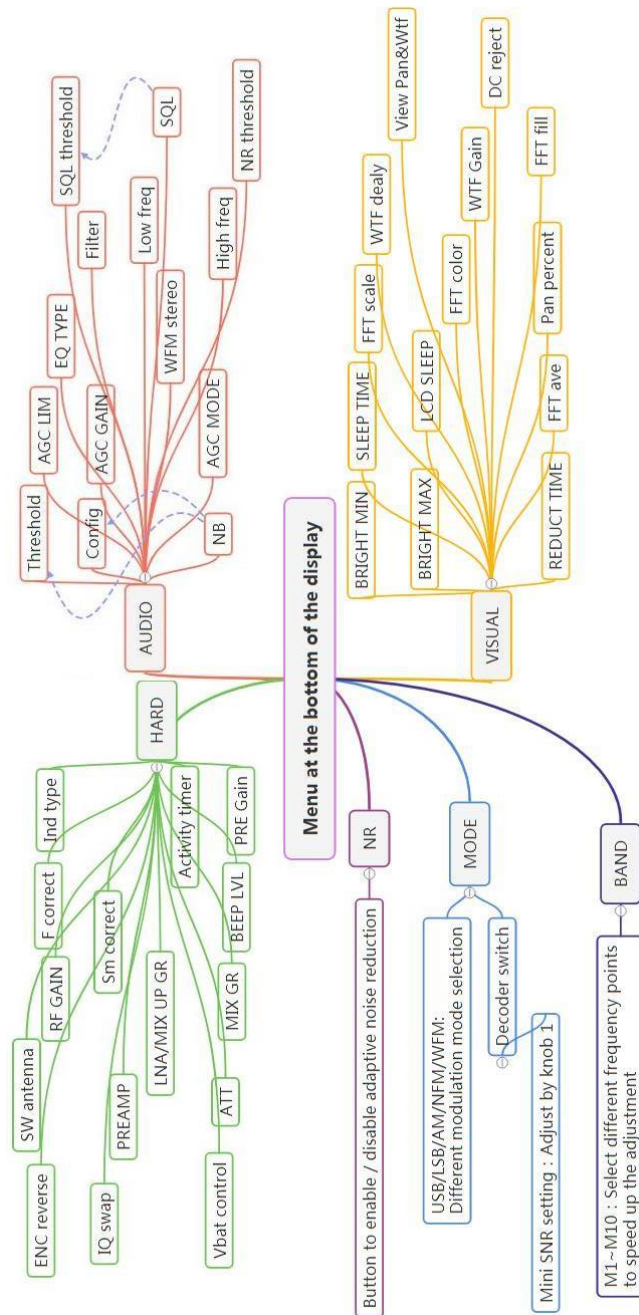 Menu at the bottom of the display
HARD
Ind type
F correct
RF GAIN
SW antenna
ENC reverse
Sm correct
IQ swap
PREAMP
LNA/MIX UP GR
Vbat control
ATT
MIX GR
BEEP LVL
Activity timer
PRE Gain
NR
Button to enable / disable adaptive noise reduction
MODE
USB/LSB/AM/NFM/WFM:
Different modulation mode selection
Decoder switch
Mini SNR setting : Adjust by knob 1
BAND
M1~M10 : Select different frequency points
to speed up the adjustment
AUDIO
Threshold
Config
AGC LIM
AGC GAIN
EQ TYPE
Filter
SQL threshold
Low freq
SQL
WFM stereo
NR threshold
High freq
AGC MODE
NB
VISUAL
BRIGHT MIN
BRIGHT MAX
SLEEP TIME
LCD SLEEP
FFT scale
WTF dealy
FFT color
View Pan&Wtf
WTF Gain
DC reject
FFT fill
Pan percent
FFT ave
REDUCT TIME